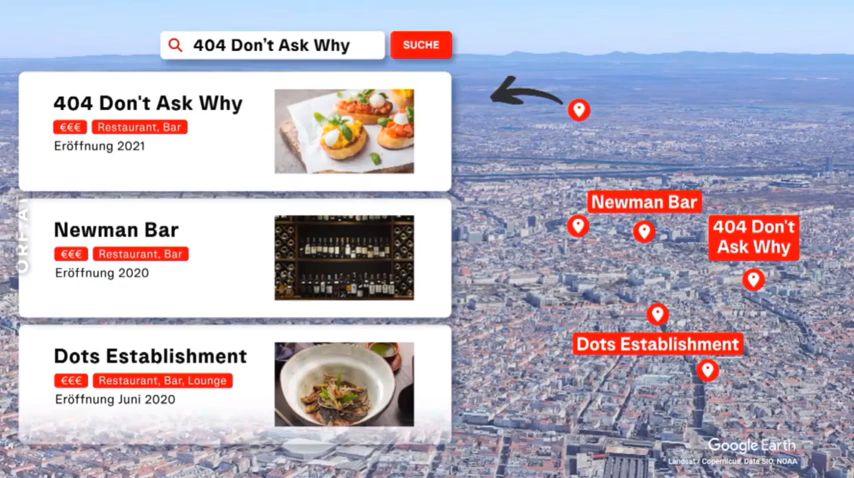 404 Don't Ask Why
SUCHE
404 Don't Ask Why
€€€ Restaurant, Bar
Eröffnung 2021
Newman Bar
€€€ Restaurant, Bar
Eröffnung 2020
Dots Establishment
€€€ Restaurant, Bar, Lounge
Eröffnung Juni 2020
ORF.AT
Newman Bar
404 Don't
Ask Why
Dots Establishment
Google Earth
Landsat / Copernicus, Data SIO, NOAA